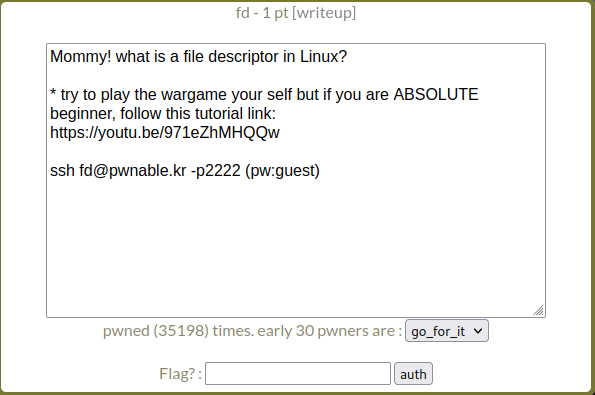 fd - 1 pt [writeup]
Mommy! what is a file descriptor in Linux?
* try to play the wargame your self but if you are ABSOLUTE
beginner, follow this tutorial link:
https://youtu.be/971eZhMHQQw
ssh fd@pwnable.kr -p2222 (pw:guest)
pwned (35198) times. early 30 pwners are : go_for_it
Flag? : auth